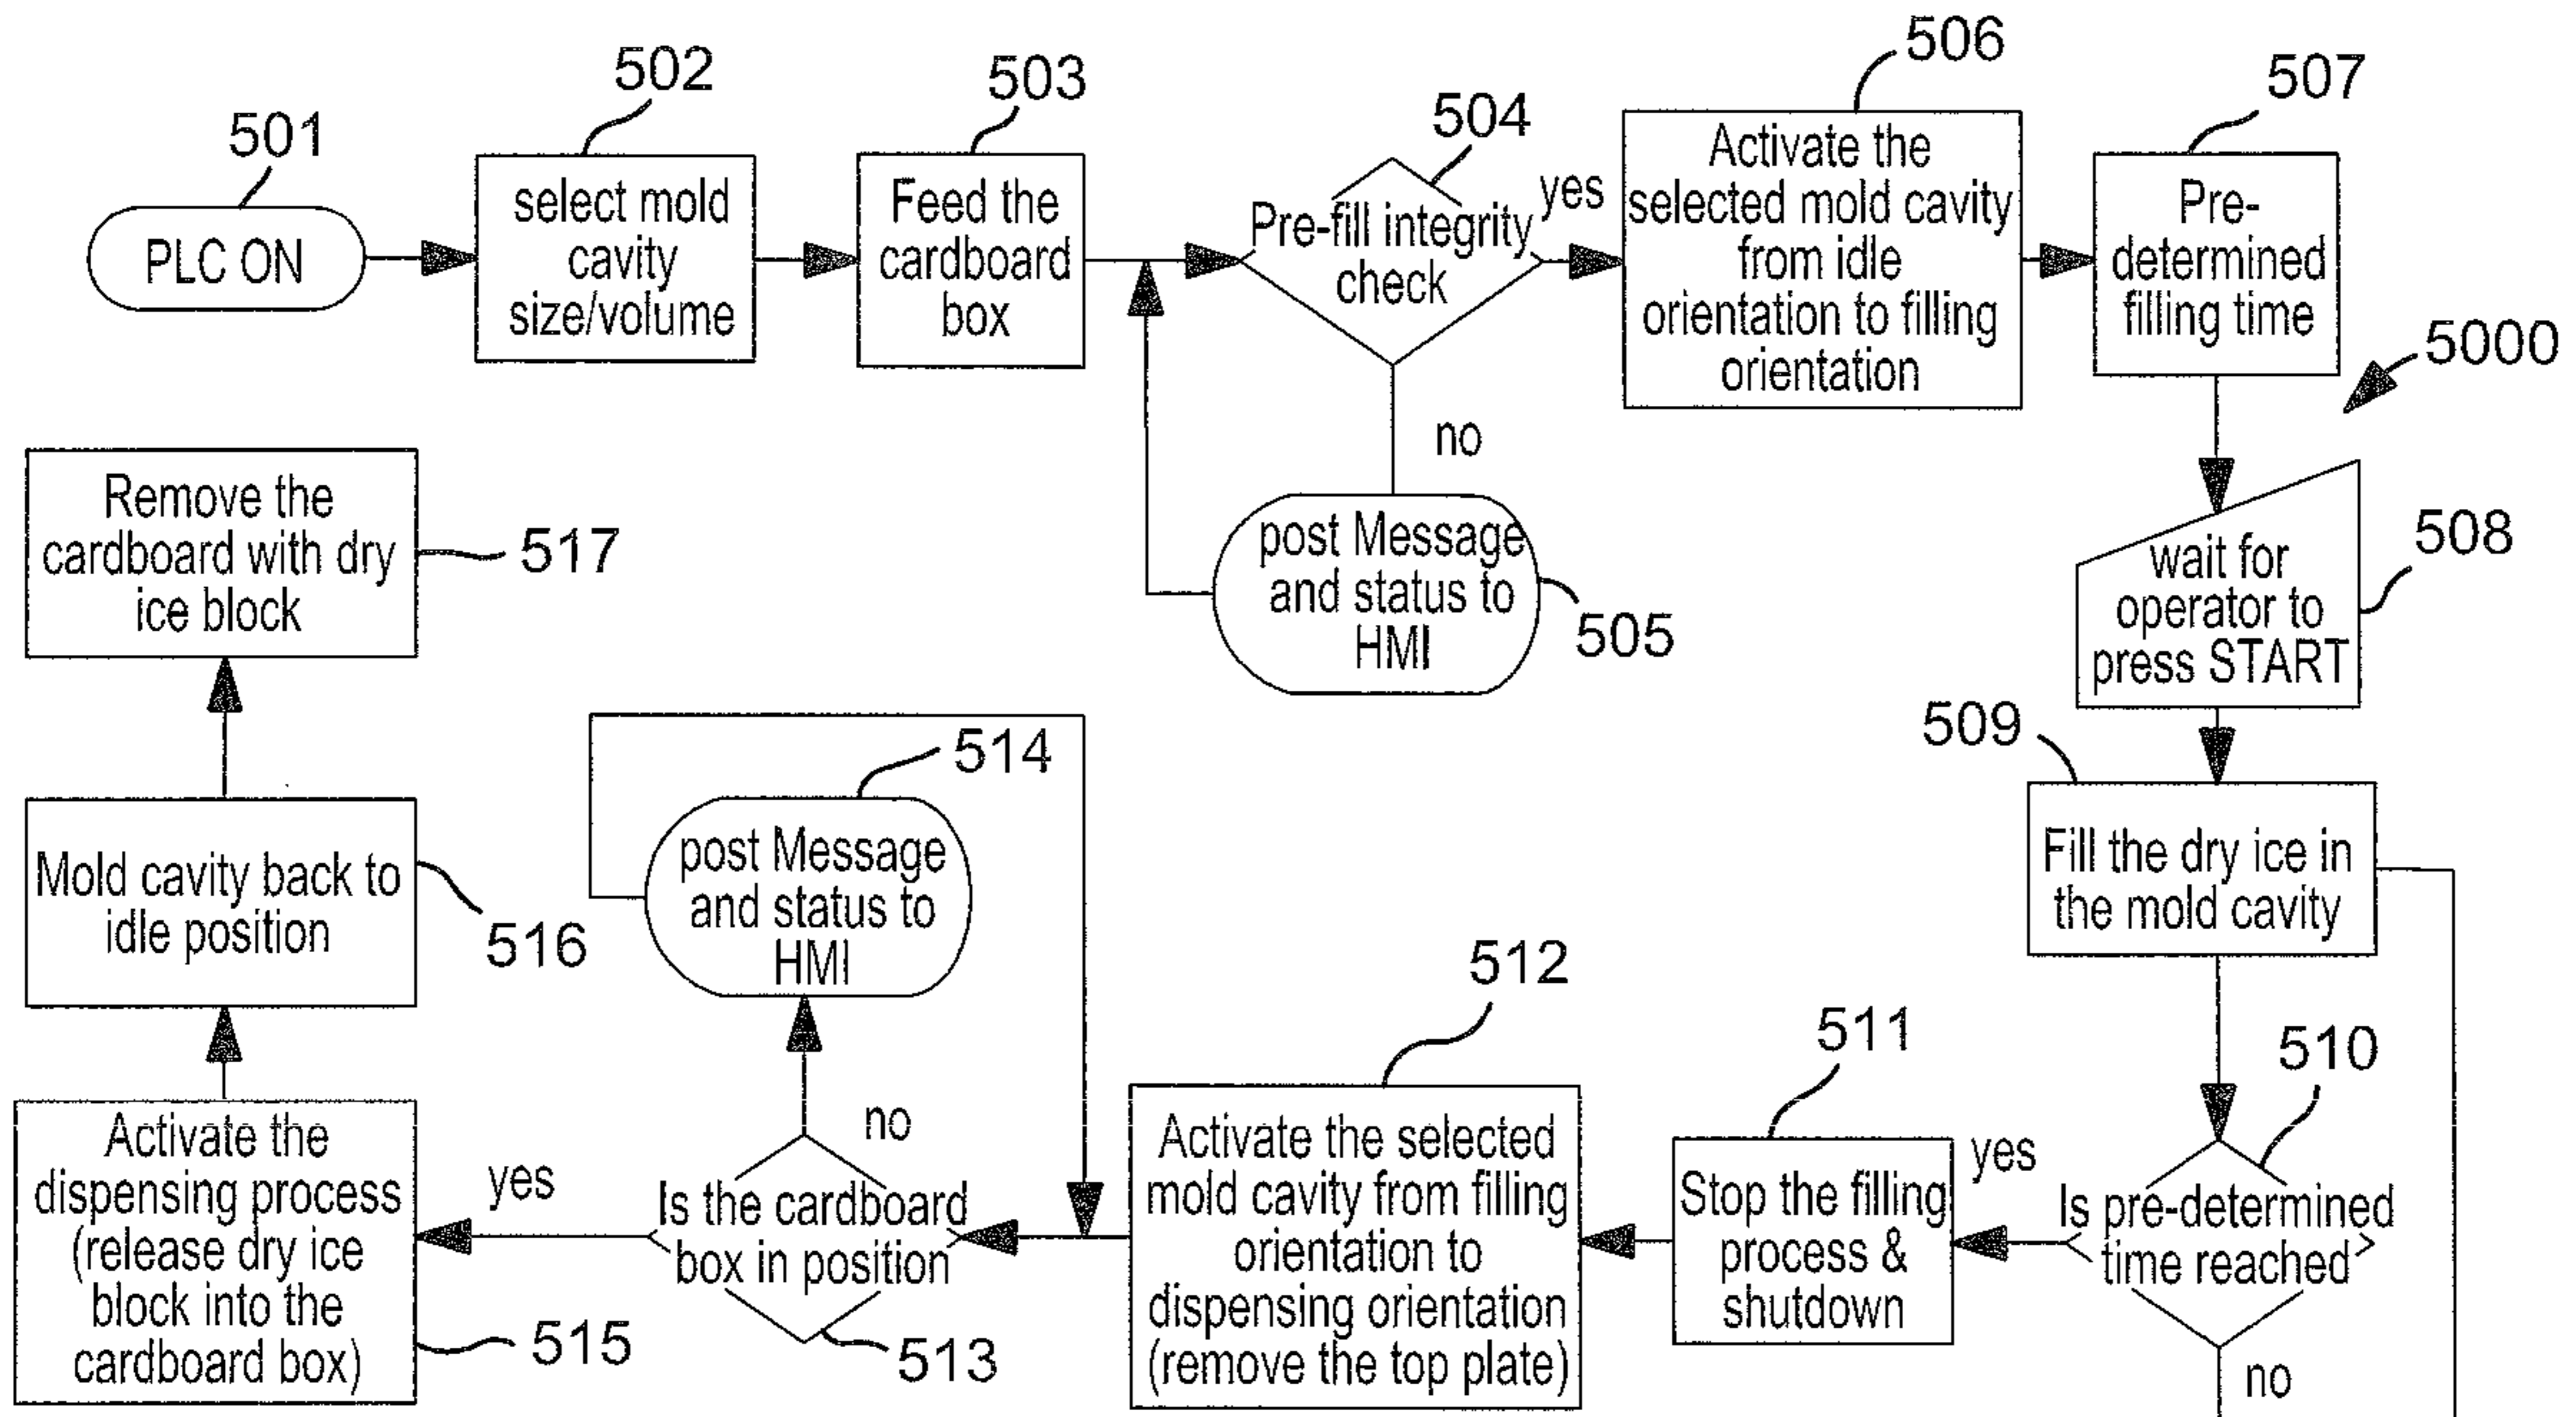 501
PLC ON
502
select mold
cavity
size/volume
503
Feed the
cardboard
box
504
Pre-fill integrity
check
yes
no
505
post Message
and status to
HMI
506
Activate the
selected mold cavity
from idle
orientation to filling
orientation
507
Pre-
determined
filling time
5000
508
wait for
operator to
press START
509
Fill the dry ice in
the mold cavity
510
Is pre-determined
time reached
yes
no
511
Stop the filling
process &
shutdown
512
Activate the selected
mold cavity from filling
orientation to
dispensing orientation
(remove the top plate)
513
Is the cardboard
box in position
no
yes
514
post Message
and status to
HMI
515
Activate the
dispensing process
(release dry ice
block into the
cardboard box)
516
Mold cavity back to
idle position
517
Remove the
cardboard with dry
ice block